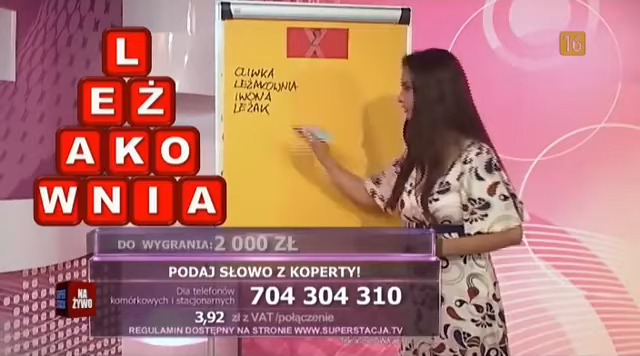 16
L
EŻ
AKO
WNIA
X
OLIWKA
LEŻAKOWNIA
IWONA
LEŻAK
DO WYGRANIA: 2 000 ZŁ
PODAJ SŁOWO Z KOPERTY!
Dla telefonów
komórkowych i stacjonarnych 704 304 310
3,92 zł z VAT/połączenie
REGULAMIN DOSTĘPNY NA STRONIE WWW.SUPERSTACJA.TV
NA
ŻYWO